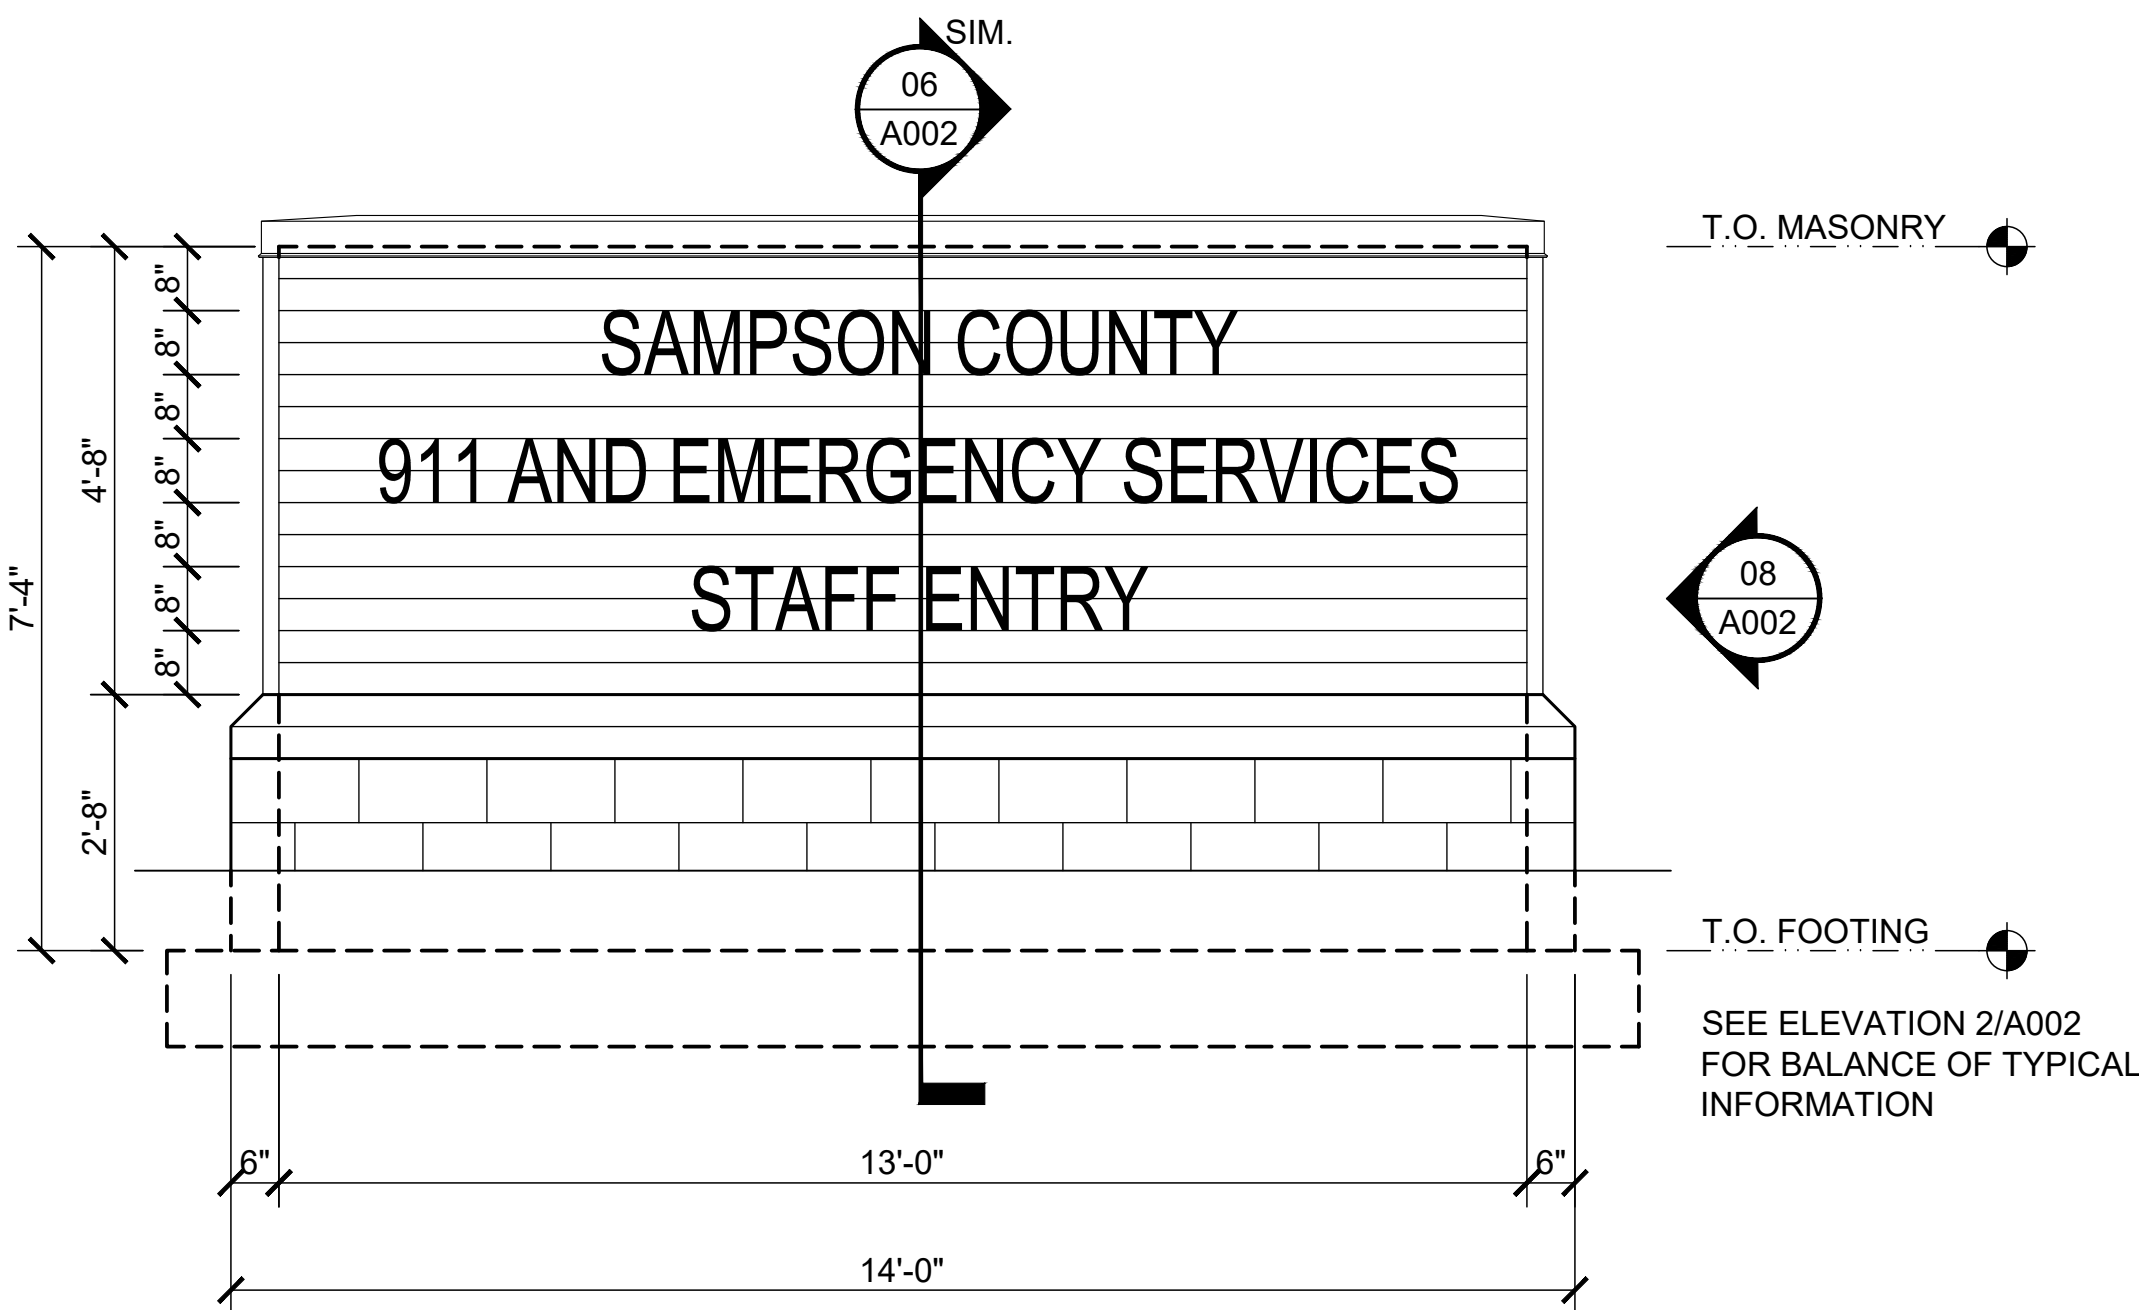 SIM.
06
A002
T.O. MASONRY
8"
8"
8"
8"
8"
8"
8"
4'-8"
7'-4"
2'-8"
SAMPSON COUNTY
911 AND EMERGENCY SERVICES
STAFF ENTRY
08
A002
T.O. FOOTING
SEE ELEVATION 2/A002
FOR BALANCE OF TYPICAL
INFORMATION
6"
13'-0"
6"
14'-0"